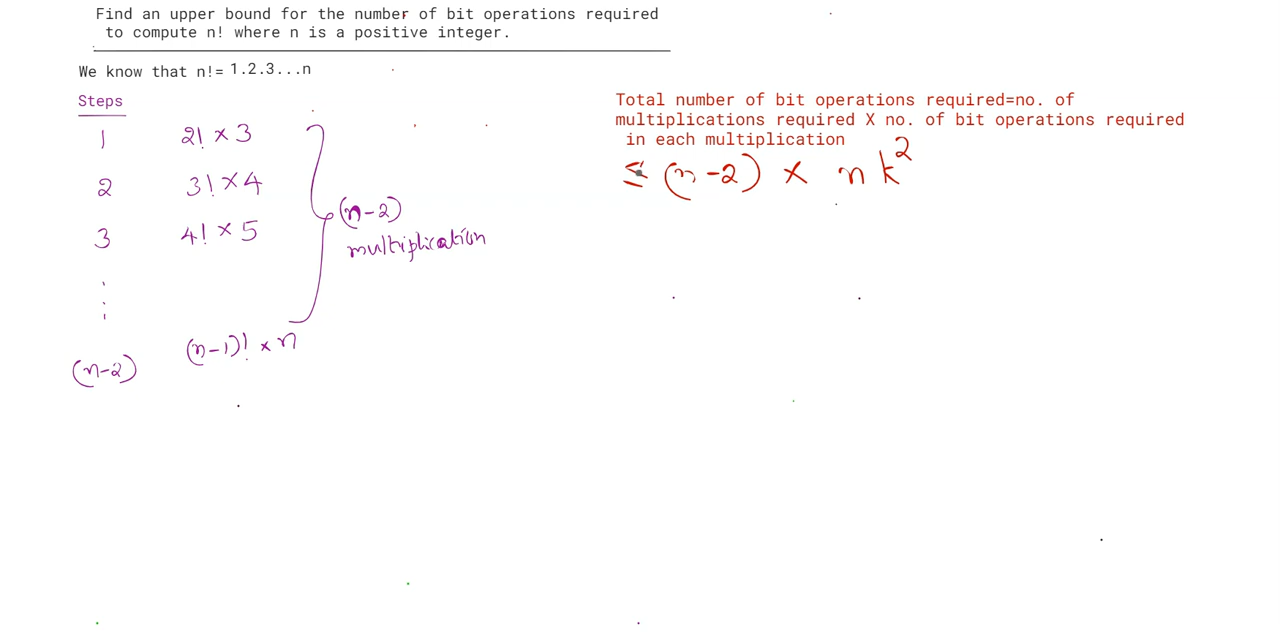 Find an upper bound for the number of bit operations required
to compute n! where n is a positive integer.
We know that n!= 1.2.3...n
Steps
1 2! × 3
2 3! × 4
3 4! × 5
⋮
(n-2) (n-1)! × n
(n-2)
multiplication
Total number of bit operations required=no. of
multiplications required X no. of bit operations required
in each multiplication
≤ (n-2) × nk²